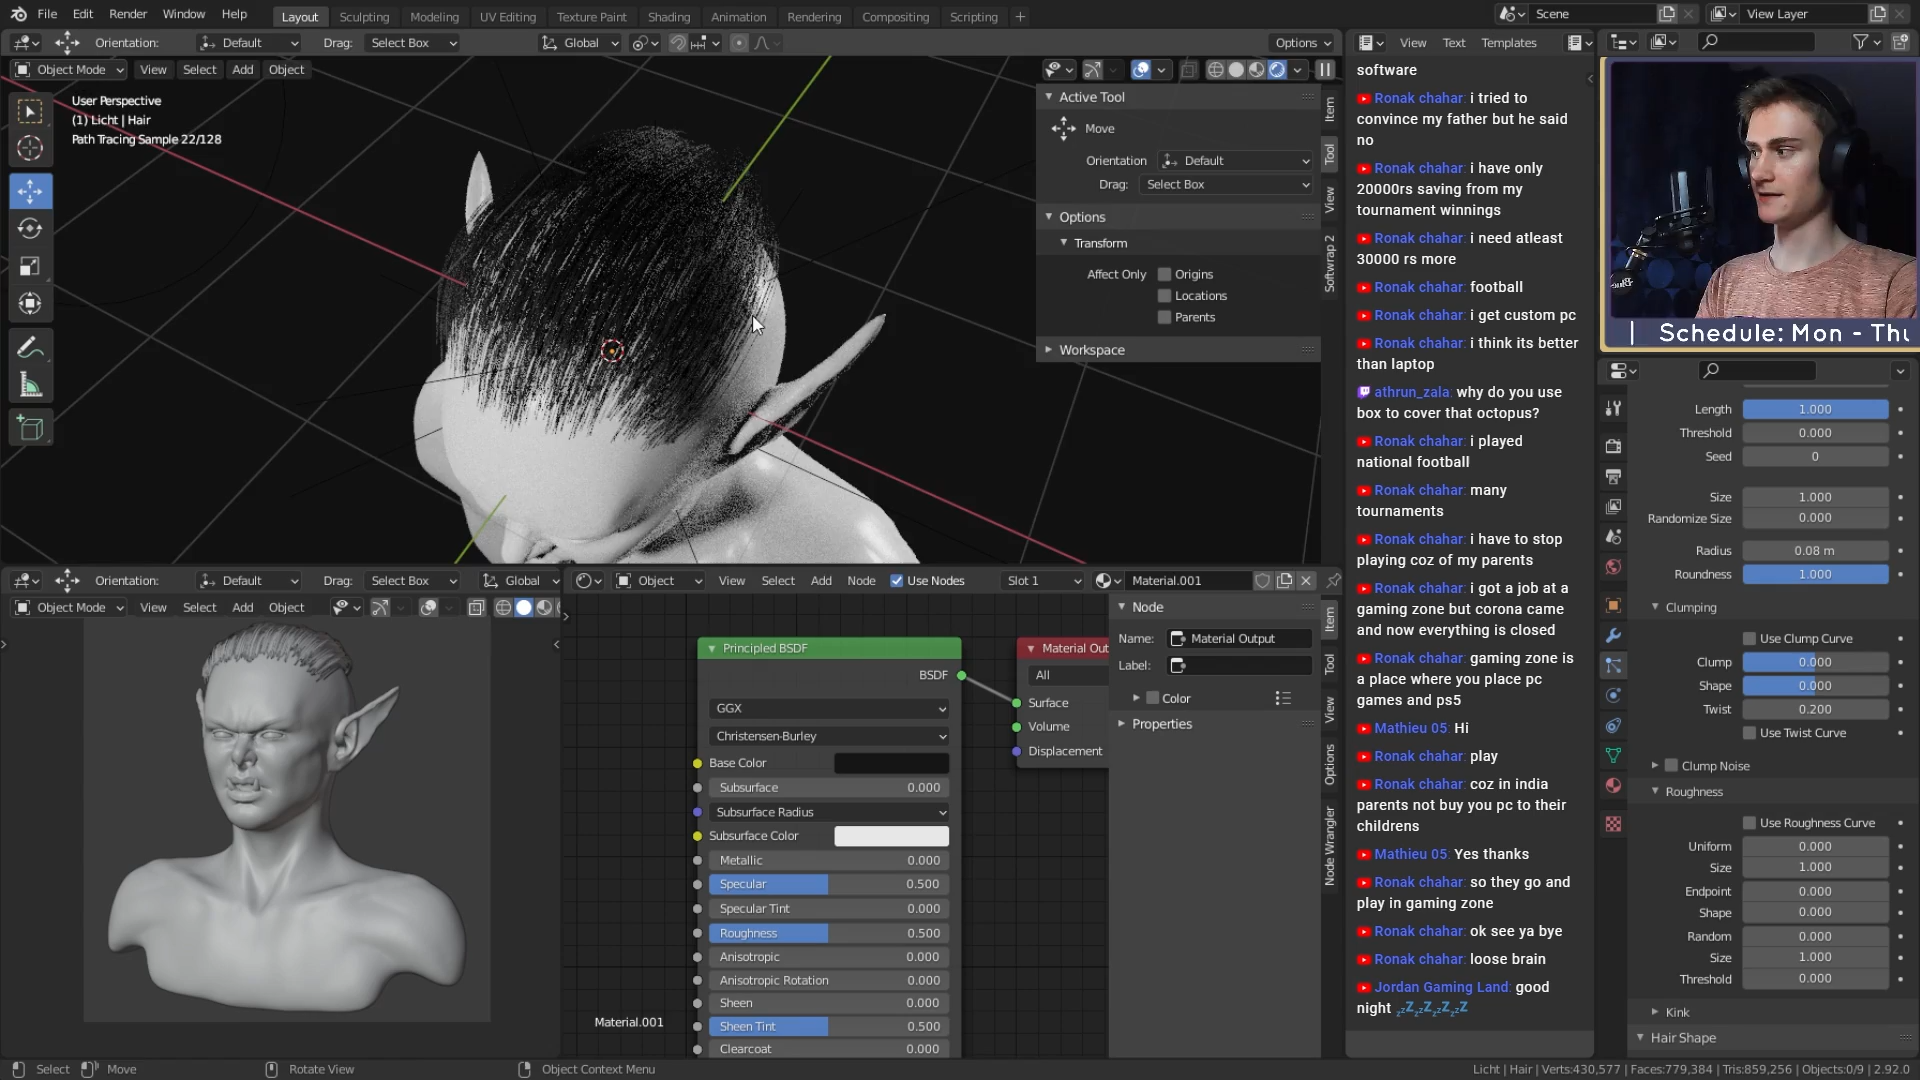 File Edit Render Window Help Layout Sculpting Modeling UV Editing Texture Paint Shading Animation Rendering Compositing Scripting + Scene View Layer
Orientation: Default Drag: Select Box Global Options View Text Templates
Object Mode View Select Add Object
User Perspective
(1) Licht | Hair
Path Tracing Sample 22/128
Active Tool
Move
Orientation Default
Drag: Select Box
Options
Transform
Affect Only Origins
Locations
Parents
Workspace
Item
Tool
View
Softwrap 2
software
Ronak chahar: i tried to
convince my father but he said
no
Ronak chahar: i have only
20000rs saving from my
tournament winnings
Ronak chahar: i need atleast
30000 rs more
Ronak chahar: football
Ronak chahar: i get custom pc
Ronak chahar: i think its better
than laptop
athrun_zala: why do you use
box to cover that octopus?
Ronak chahar: i played
national football
Ronak chahar: many
tournaments
Ronak chahar: i have to stop
playing coz of my parents
Ronak chahar: i got a job at a
gaming zone but corona came
and now everything is closed
Ronak chahar: gaming zone is
a place where you place pc
games and ps5
Mathieu 05: Hi
Ronak chahar: play
Ronak chahar: coz in india
parents not buy you pc to their
childrens
Mathieu 05: Yes thanks
Ronak chahar: so they go and
play in gaming zone
Ronak chahar: ok see ya bye
Ronak chahar: loose brain
Jordan Gaming Land: good
night zzZzZzZzZzZ
| Schedule: Mon - Thu
Length 1.000
Threshold 0.000
Seed 0
Size 1.000
Randomize Size 0.000
Radius 0.08 m
Roundness 1.000
Clumping
Use Clump Curve
Clump 0.000
Shape 0.000
Twist 0.200
Use Twist Curve
Clump Noise
Roughness
Use Roughness Curve
Uniform 0.000
Size 1.000
Endpoint 0.000
Shape 0.000
Random 0.000
Size 1.000
Threshold 0.000
Kink
Hair Shape
Orientation: Default Drag: Select Box Global
Object Mode View Select Add Object
Object View Select Add Node Use Nodes Slot 1 Material.001
Principled BSDF
BSDF
GGX
Christensen-Burley
Base Color
Subsurface 0.000
Subsurface Radius
Subsurface Color
Metallic 0.000
Specular 0.500
Specular Tint 0.000
Roughness 0.500
Anisotropic 0.000
Anisotropic Rotation 0.000
Sheen 0.000
Sheen Tint 0.500
Clearcoat 0.000
Material.001
Material Out
All
Surface
Volume
Displacement
Node
Name: Material Output
Label:
Color
Properties
Item
Tool
View
Options
Node Wrangler
Select Move Rotate View Object Context Menu Licht | Hair | Verts:430,577 | Faces:779,384 | Tris:859,256 | Objects:0/9 | 2.92.0